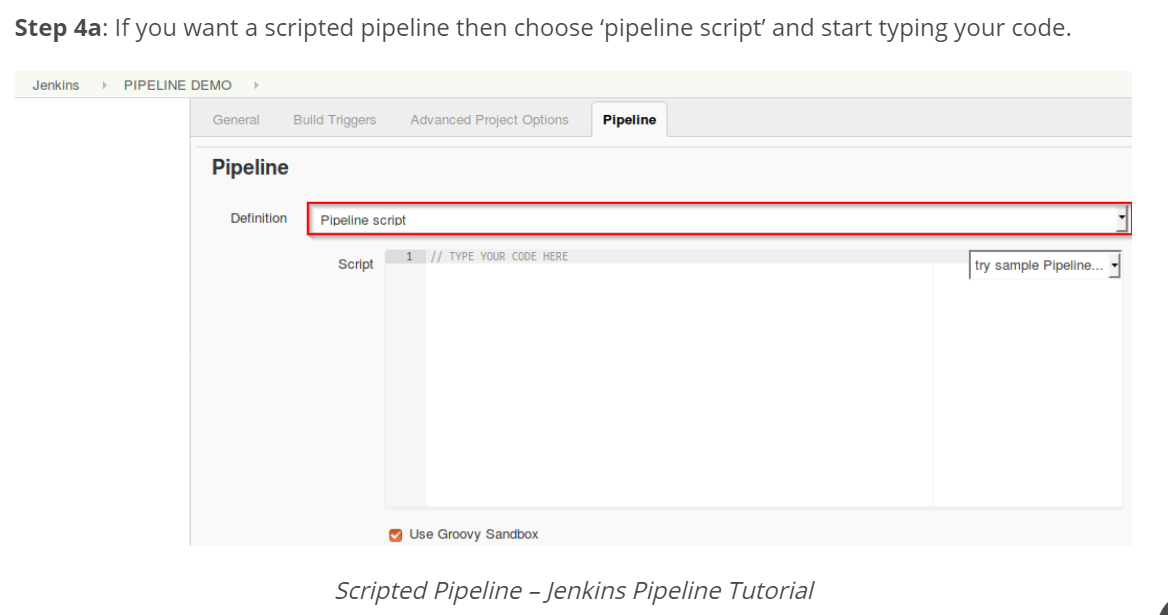 Step 4a: If you want a scripted pipeline then choose ‘pipeline script’ and start typing your code.
Jenkins PIPELINE DEMO
General Build Triggers Advanced Project Options Pipeline
Pipeline
Definition Pipeline script
Script 1 // TYPE YOUR CODE HERE try sample Pipeline...
Use Groovy Sandbox
Scripted Pipeline – Jenkins Pipeline Tutorial